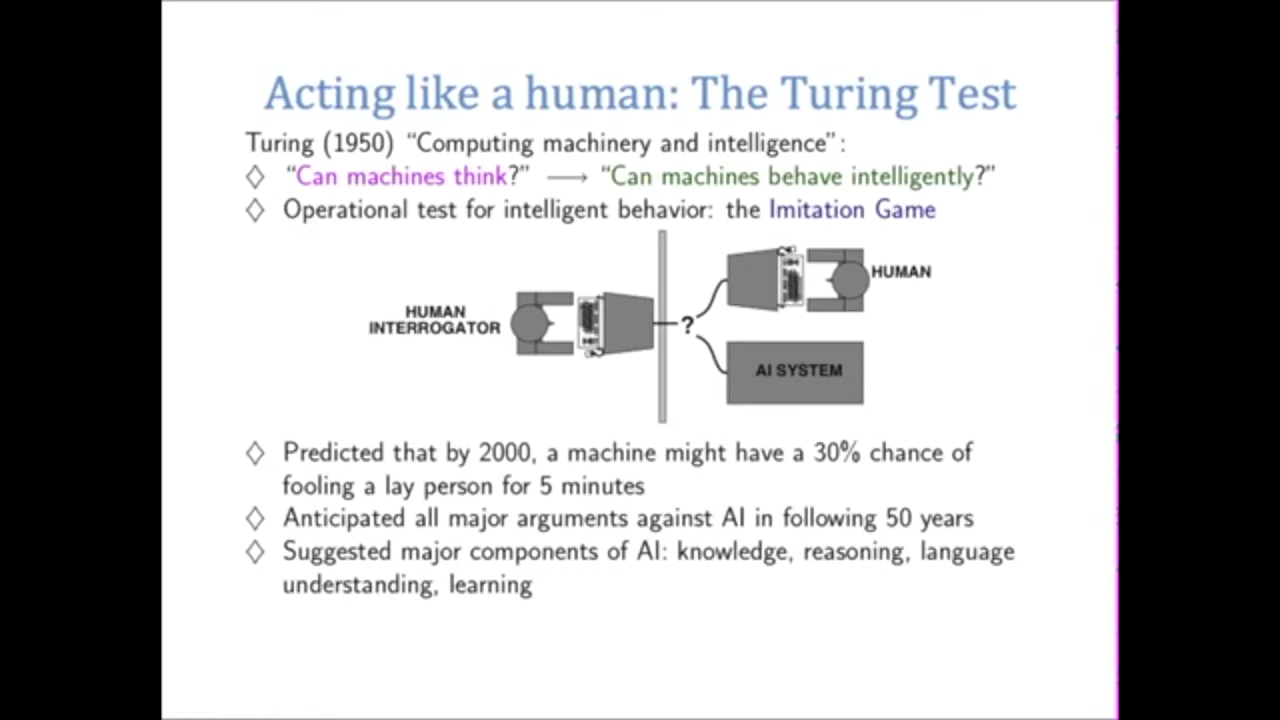 Acting like a human: The Turing Test
Turing (1950) “Computing machinery and intelligence”:
◇ “Can machines think?” ⟶ “Can machines behave intelligently?”
◇ Operational test for intelligent behavior: the Imitation Game
HUMAN
HUMAN
INTERROGATOR
?
AI SYSTEM
◇ Predicted that by 2000, a machine might have a 30% chance of
fooling a lay person for 5 minutes
◇ Anticipated all major arguments against AI in following 50 years
◇ Suggested major components of AI: knowledge, reasoning, language
understanding, learning